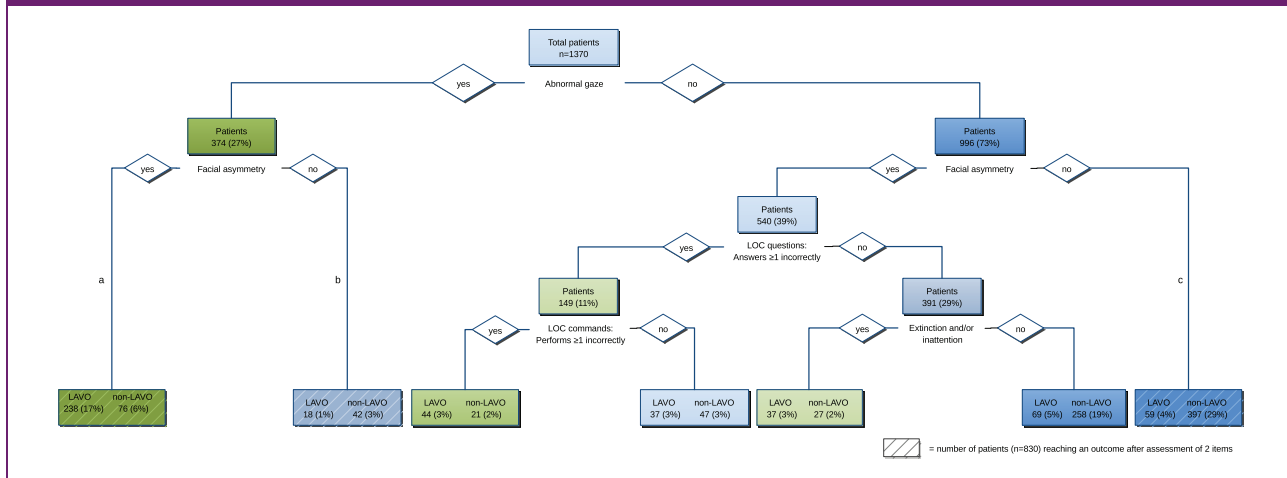 Total patients
n=1370
yes
Abnormal gaze
no
Patients
374 (27%)
Patients
996 (73%)
yes
Facial asymmetry
no
yes
Facial asymmetry
no
Patients
540 (39%)
yes
LOC questions:
Answers ≥1 incorrectly
no
a
b
c
Patients
149 (11%)
Patients
391 (29%)
yes
LOC commands:
Performs ≥1 incorrectly
no
yes
Extinction and/or
inattention
no
LAVO non-LAVO
238 (17%) 76 (6%)
LAVO non-LAVO
18 (1%) 42 (3%)
LAVO non-LAVO
44 (3%) 21 (2%)
LAVO non-LAVO
37 (3%) 47 (3%)
LAVO non-LAVO
37 (3%) 27 (2%)
LAVO non-LAVO
69 (5%) 258 (19%)
LAVO non-LAVO
59 (4%) 397 (29%)
= number of patients (n=830) reaching an outcome after assessment of 2 items